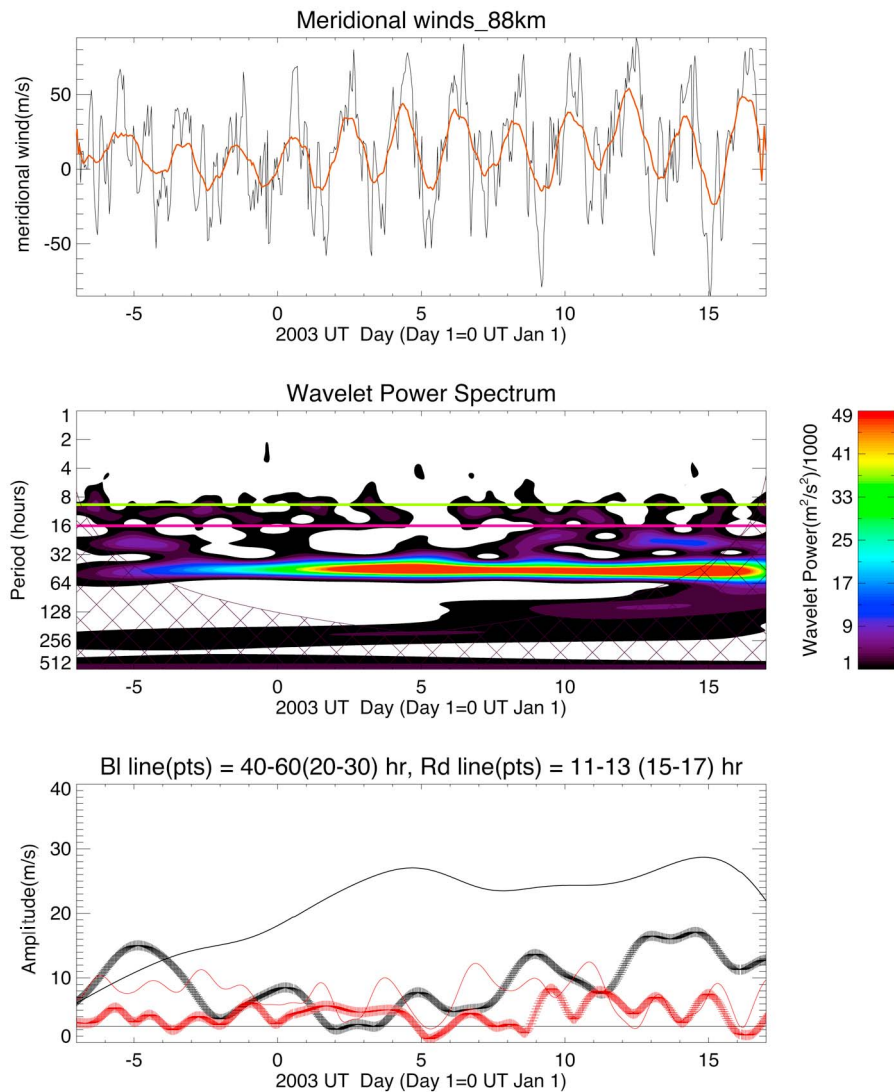 Meridional winds_88km
meridional wind(m/s)
50
0
-50
-5 0 5 10 15
2003 UT Day (Day 1=0 UT Jan 1)
Wavelet Power Spectrum
Period (hours)
1
2
4
8
16
32
64
128
256
512
-5 0 5 10 15
2003 UT Day (Day 1=0 UT Jan 1)
Wavelet Power(m²/s²)/1000
49
41
33
25
17
9
1
Bl line(pts) = 40-60(20-30) hr, Rd line(pts) = 11-13 (15-17) hr
Amplitude(m/s)
40
30
20
10
0
-5 0 5 10 15
2003 UT Day (Day 1=0 UT Jan 1)